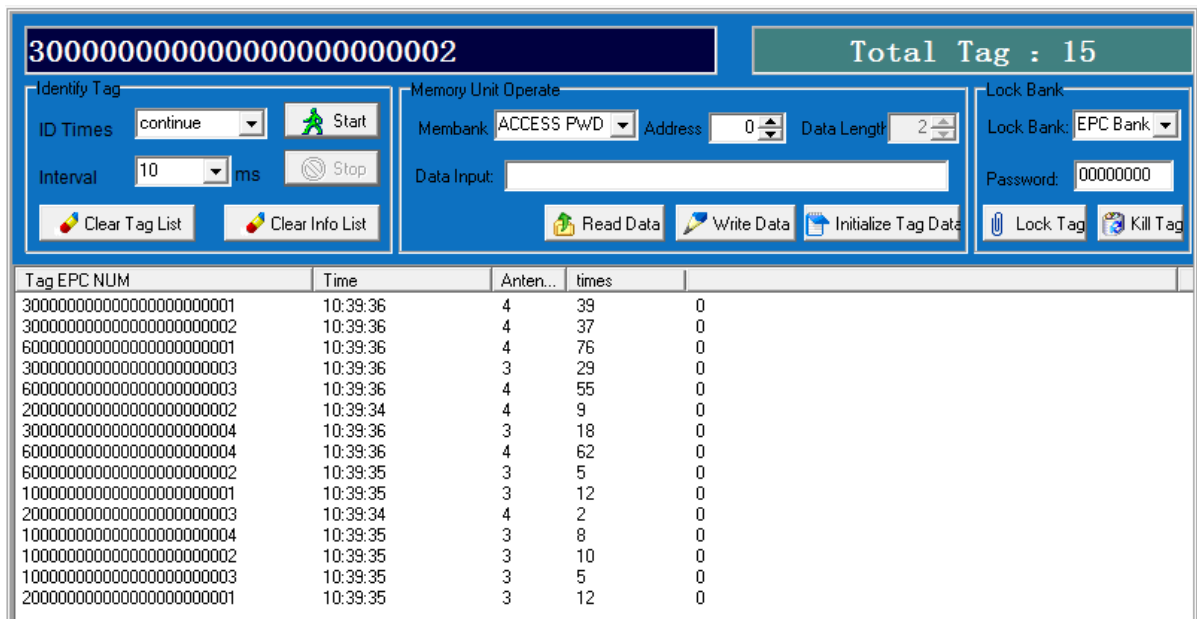 300000000000000000000002 Total Tag : 15
Identify Tag Memory Unit Operate Lock Bank
ID Times continue Start Membank ACCESS PWD Address 0 Data Length 2 Lock Bank: EPC Bank
Interval 10 ms Stop Data Input: Password: 00000000
Clear Tag List Clear Info List Read Data Write Data Initialize Tag Data Lock Tag Kill Tag
Tag EPC NUM Time Anten... times
300000000000000000000001 10:39:36 4 39 0
300000000000000000000002 10:39:36 4 37 0
600000000000000000000001 10:39:36 4 76 0
300000000000000000000003 10:39:36 3 29 0
600000000000000000000003 10:39:36 4 55 0
200000000000000000000002 10:39:34 4 9 0
300000000000000000000004 10:39:36 3 18 0
600000000000000000000004 10:39:36 4 62 0
600000000000000000000002 10:39:35 3 5 0
100000000000000000000001 10:39:35 3 12 0
200000000000000000000003 10:39:34 4 2 0
100000000000000000000004 10:39:35 3 8 0
100000000000000000000002 10:39:35 3 10 0
100000000000000000000003 10:39:35 3 5 0
200000000000000000000001 10:39:35 3 12 0